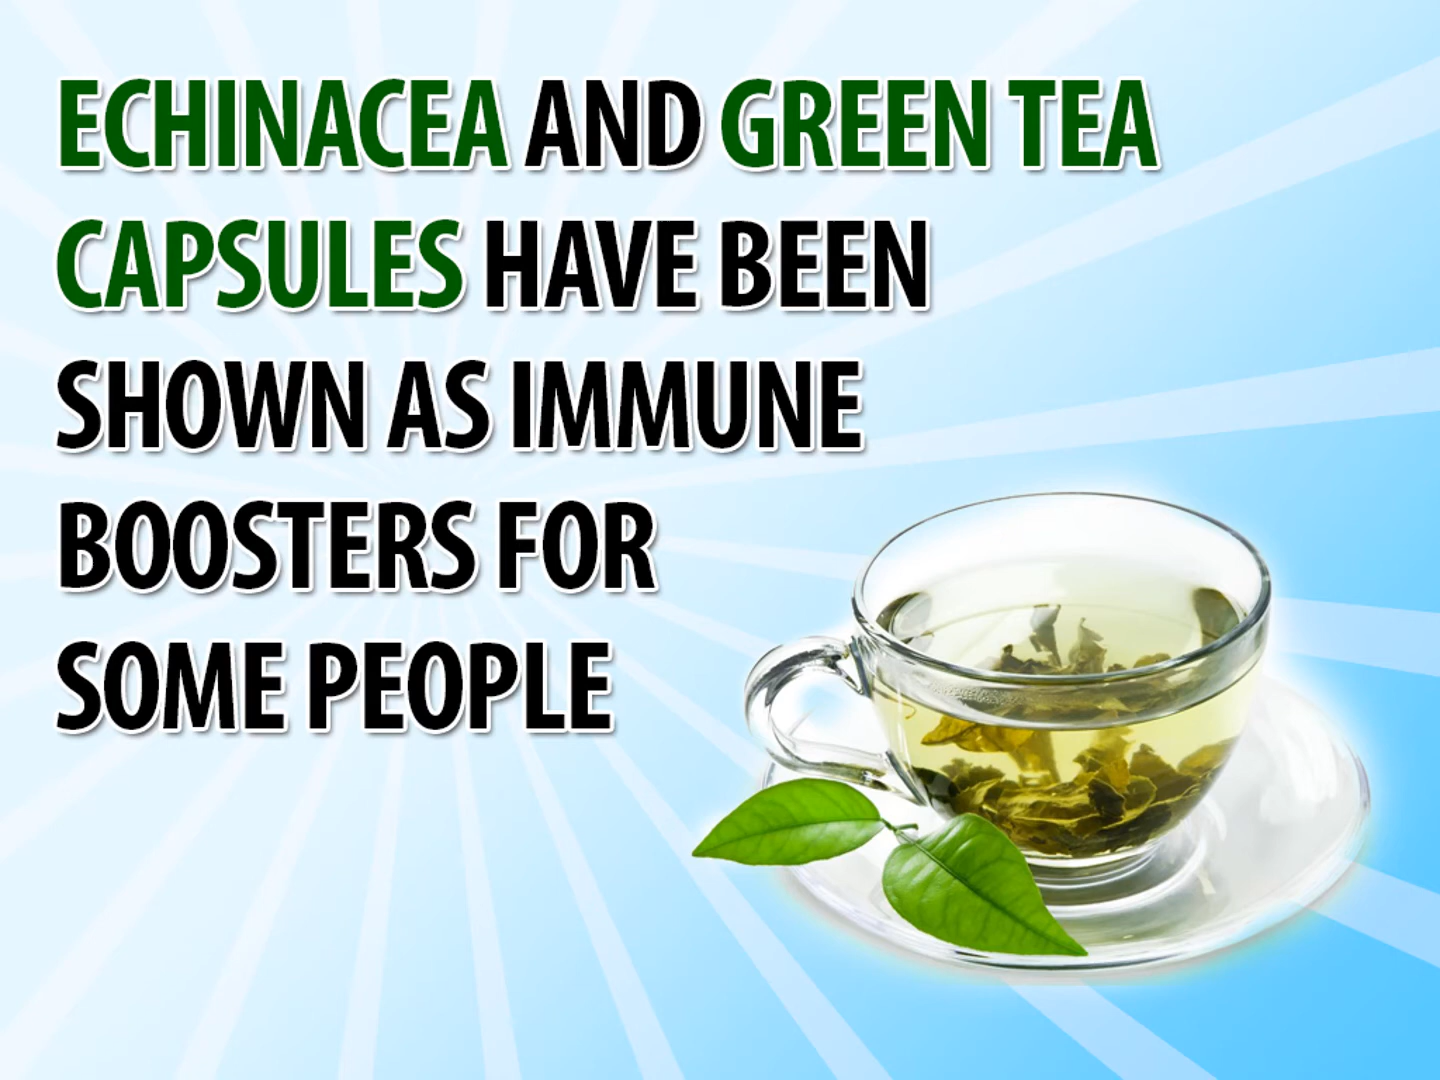 ECHINACEA AND GREEN TEA
CAPSULES HAVE BEEN
SHOWN AS IMMUNE
BOOSTERS FOR
SOME PEOPLE